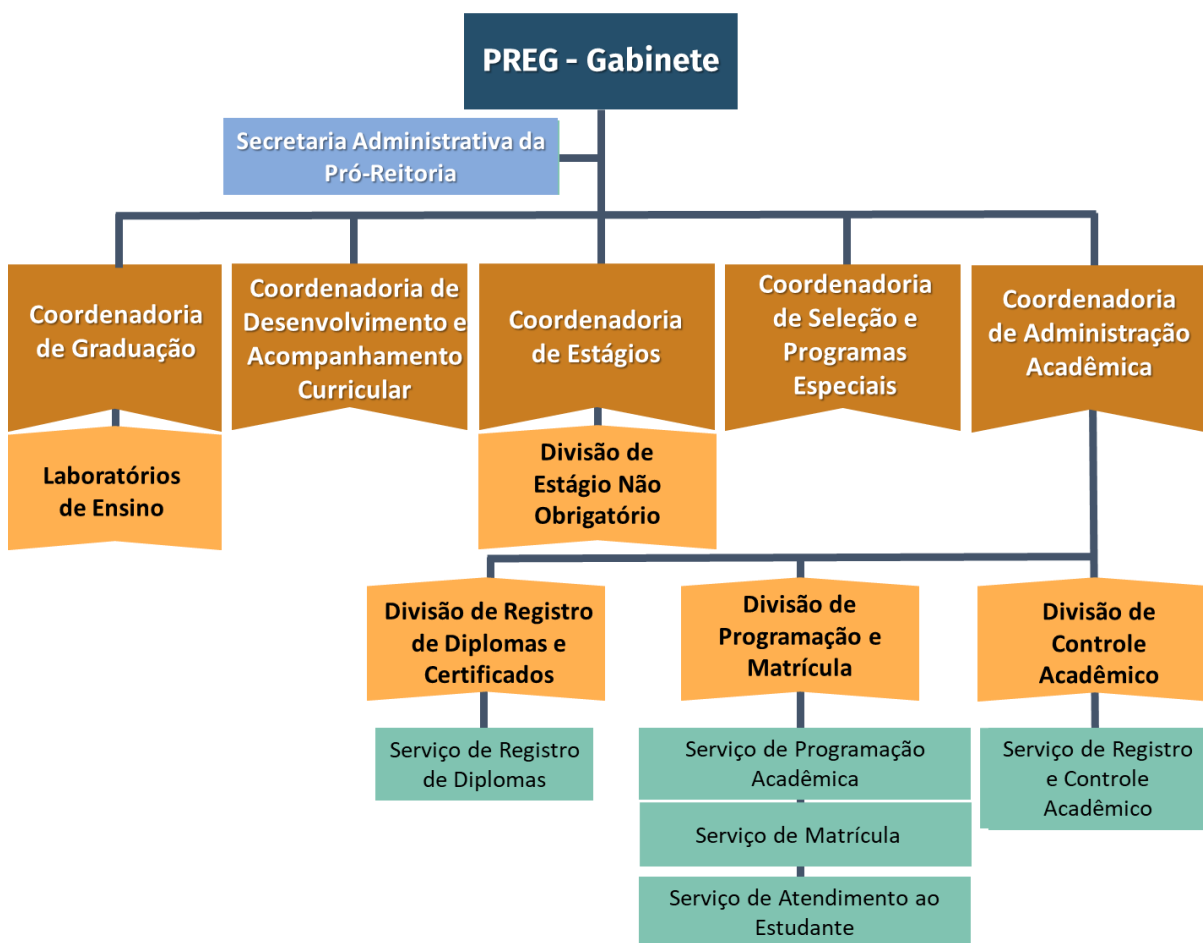 PREG - Gabinete
Secretaria Administrativa da
Pró-Reitoria
Coordenadoria
de Graduação
Coordenadoria de
Desenvolvimento e
Acompanhamento
Curricular
Coordenadoria
de Estágios
Coordenadoria
de Seleção e
Programas
Especiais
Coordenadoria
de Administração
Acadêmica
Laboratórios
de Ensino
Divisão de
Estágio Não
Obrigatório
Divisão de Registro
de Diplomas e
Certificados
Divisão de
Programação e
Matrícula
Divisão de
Controle
Acadêmico
Serviço de Registro
de Diplomas
Serviço de Programação
Acadêmica
Serviço de Matrícula
Serviço de Atendimento ao
Estudante
Serviço de Registro
e Controle
Acadêmico